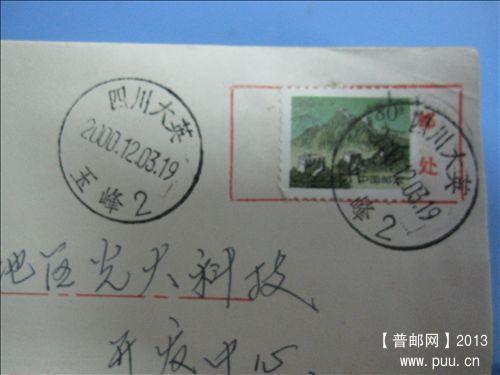 四川大英
2000.12.03.19
玉峰 2
80
中国邮政
处
四川大英
.12.03.19
峰 2
地区光大科技
开发中心
【普邮网】2013
www.puu.cn